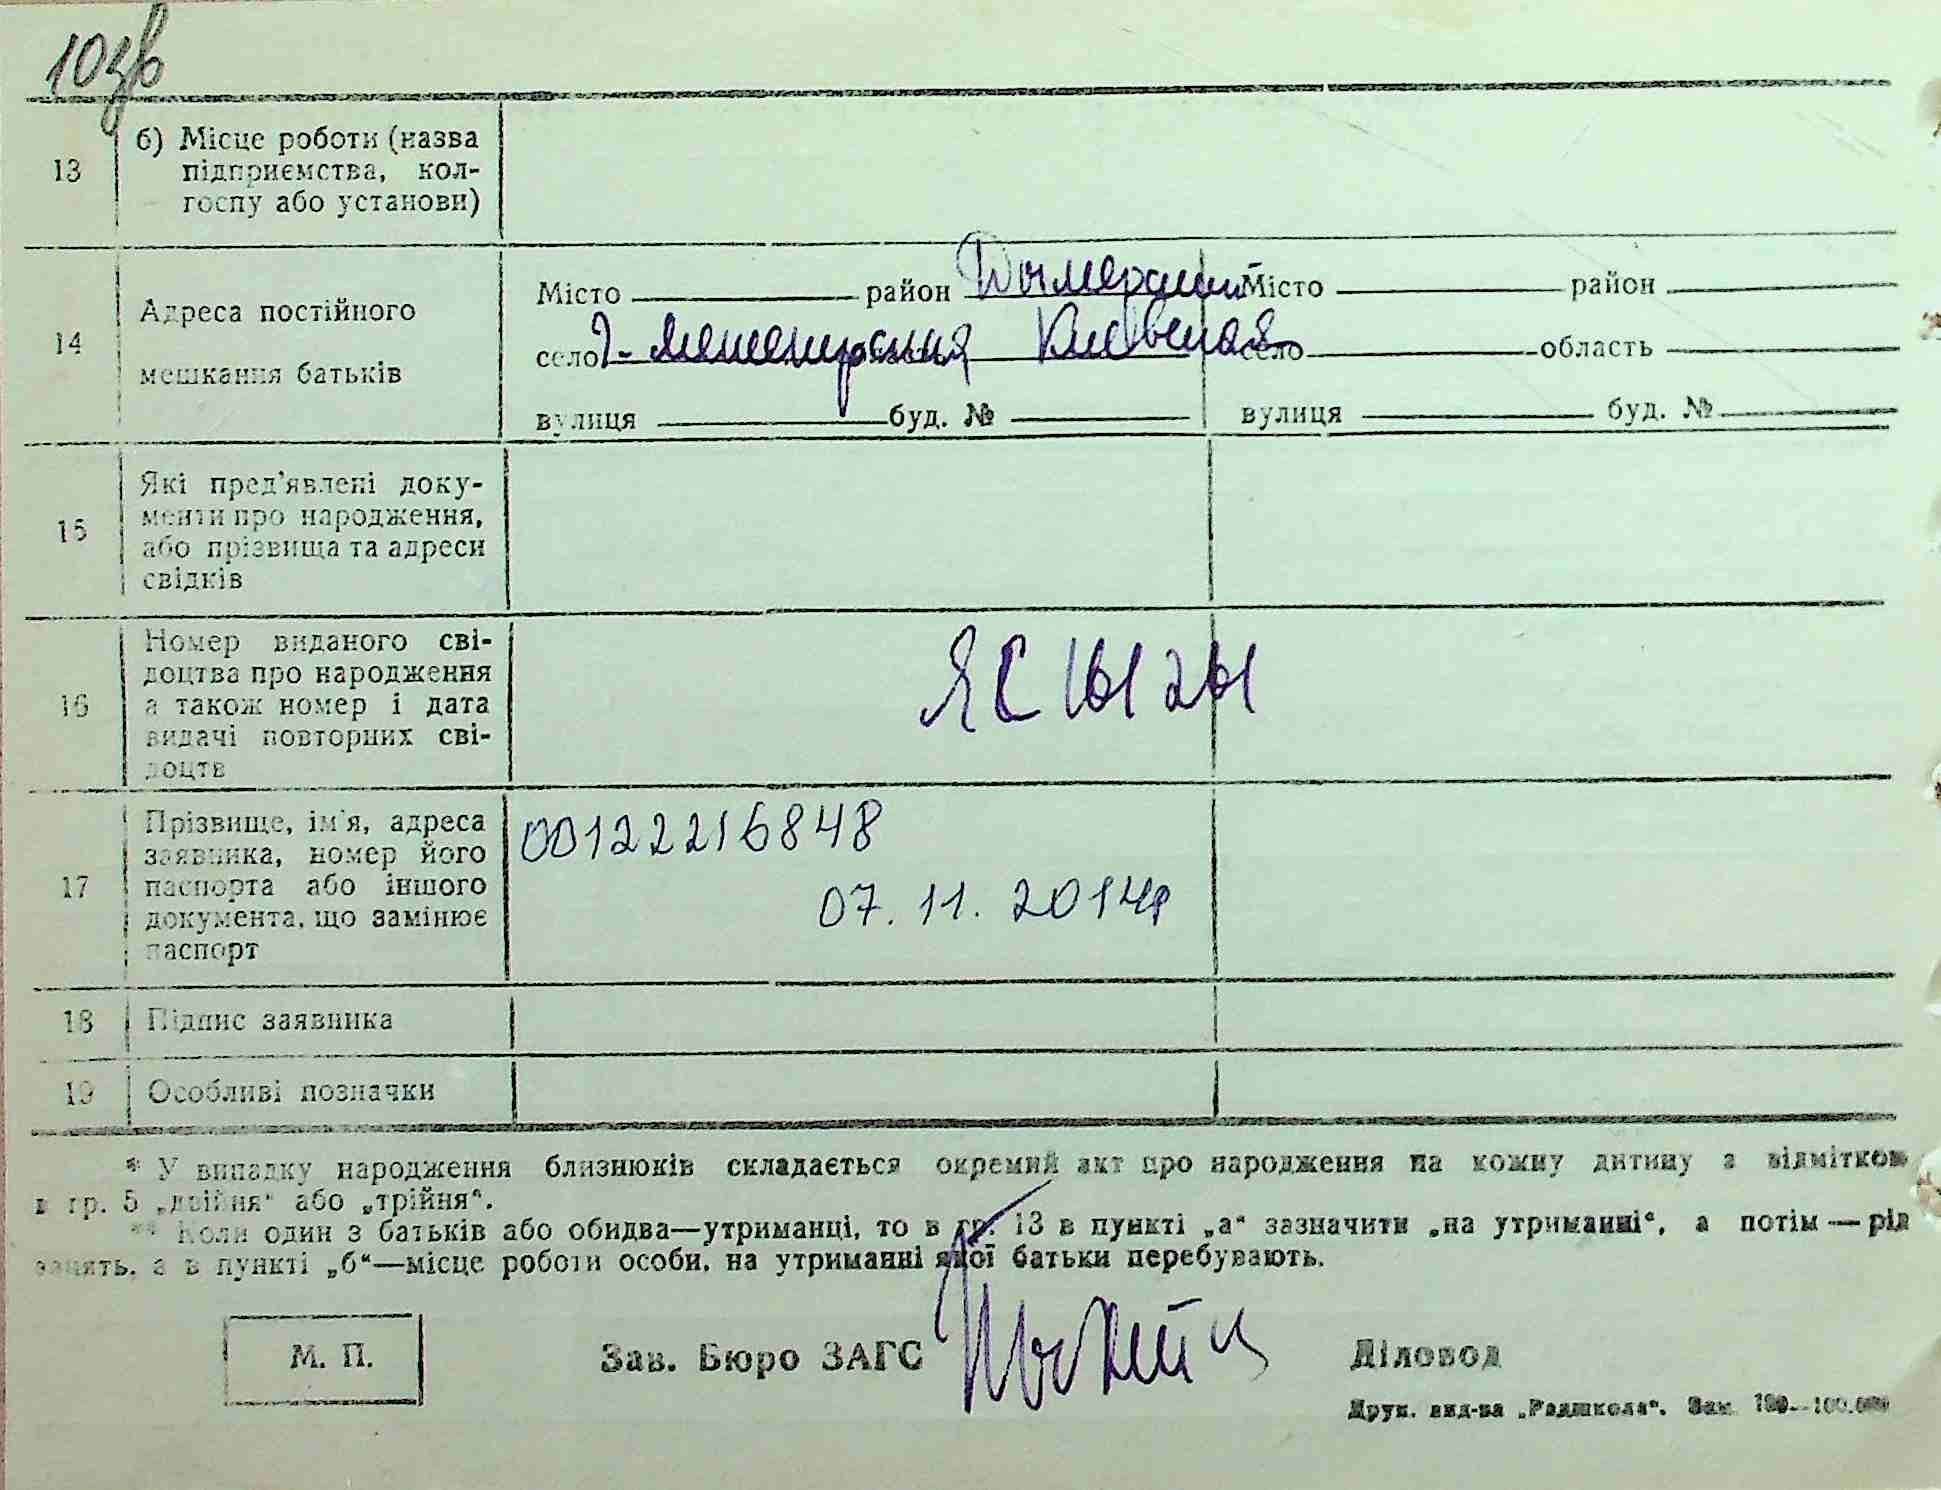 10зв
13
б) Місце роботи (назва
підприємства, кол-
госпу або установи)
14
Адреса постійного
мешкання батьків
Місто район Дымерский
село Киевская
вулиця буд. №
Місто район
село область
вулиця буд. №
15
Які пред'явлені доку-
менти про народження,
або прізвища та адреси
свідків
16
Номер виданого сві-
доцтва про народження
а також номер і дата
видачі повторних сві-
доцтв
17
Прізвище, ім'я, адреса
заявника, номер його
паспорта або іншого
документа, що замінює
паспорт
00122216848
07.11.2014р
18
Підпис заявника
19
Особливі позначки
* У випадку народження близнюків складається окремий акт про народження на кожну дитину з відміткою
в гр. 5 „двійня“ або „трійня“.
** Коли один з батьків або обидва—утриманці, то в гр. 13 в пункті „а“ зазначити „на утриманні“, а потім — рід
занять, а в пункті „б“—місце роботи особи, на утриманні якої батьки перебувають.
М. П.
Зав. Бюро ЗАГС
Діловод
Друк. вид-ва „Радшкола“. Зам.